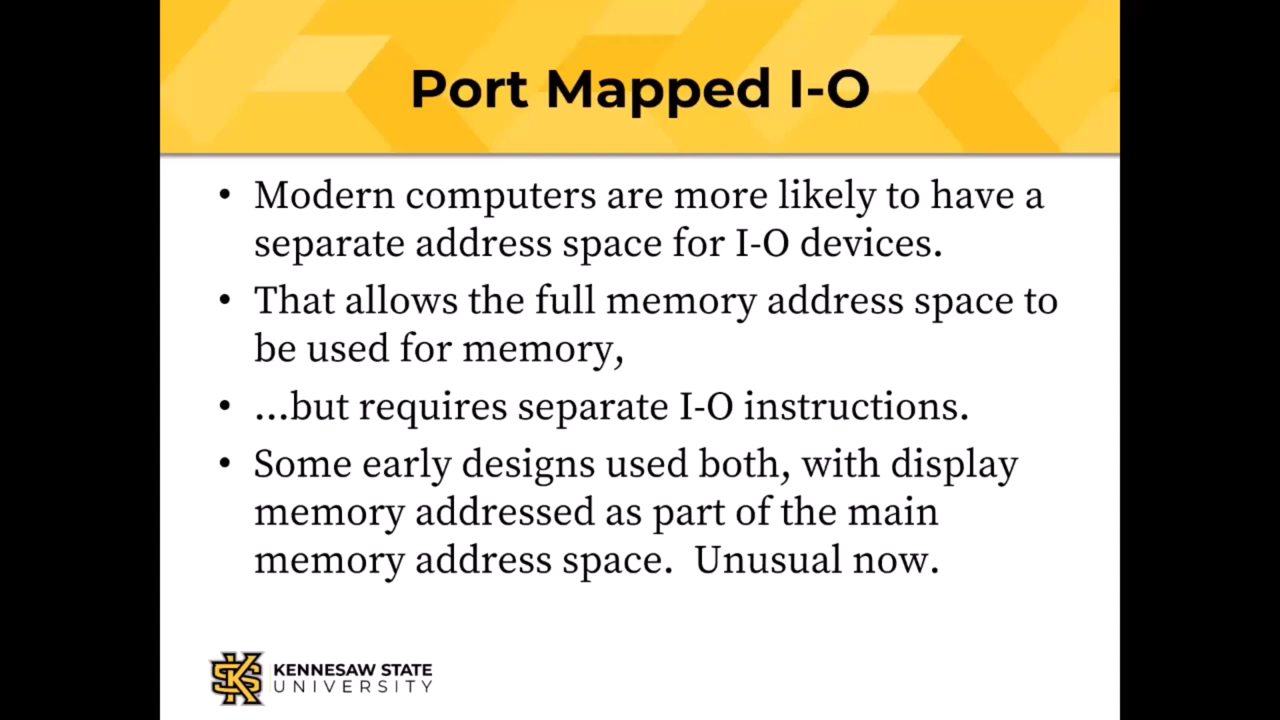 Port Mapped I-O
• Modern computers are more likely to have a
separate address space for I-O devices.
• That allows the full memory address space to
be used for memory,
• …but requires separate I-O instructions.
• Some early designs used both, with display
memory addressed as part of the main
memory address space.  Unusual now.
KENNESAW STATE
UNIVERSITY